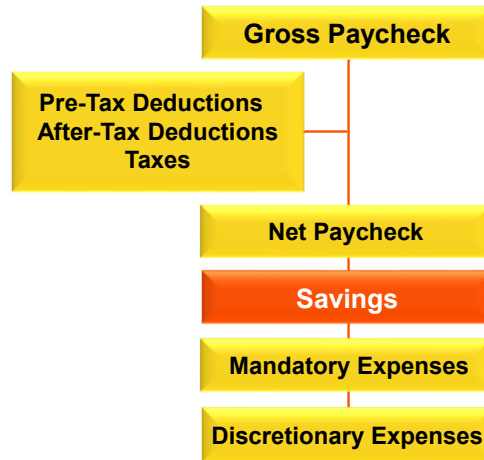 Gross Paycheck
Pre-Tax Deductions
After-Tax Deductions
Taxes
Net Paycheck
Savings
Mandatory Expenses
Discretionary Expenses